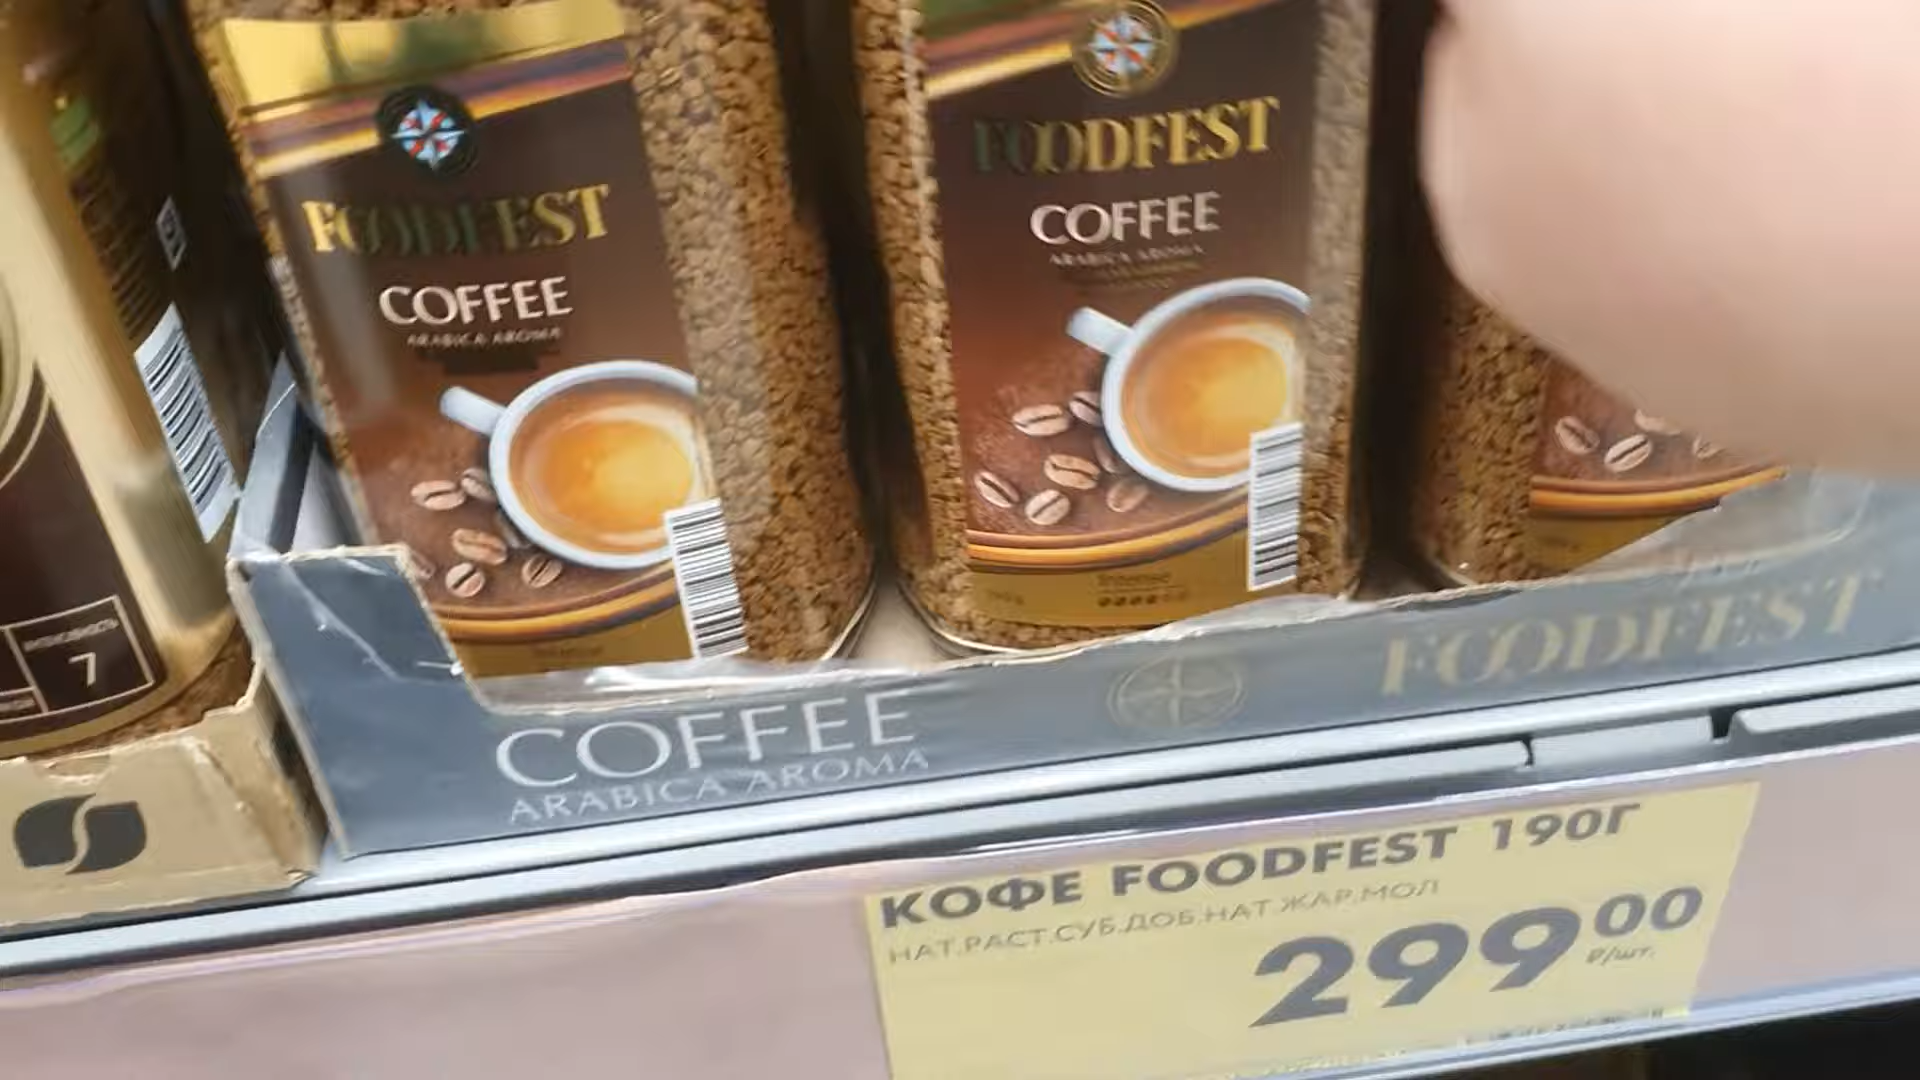 FOODFEST
COFFEE
ARABICA AROMA
FOODFEST
COFFEE
ARABICA AROMA
Intense
7
COFFEE
ARABICA AROMA
FOODFEST
КОФЕ FOODFEST 190Г
НАТ.РАСТ.СУБ.ДОБ.НАТ.ЖАР.МОЛ
299 00
₽/шт.